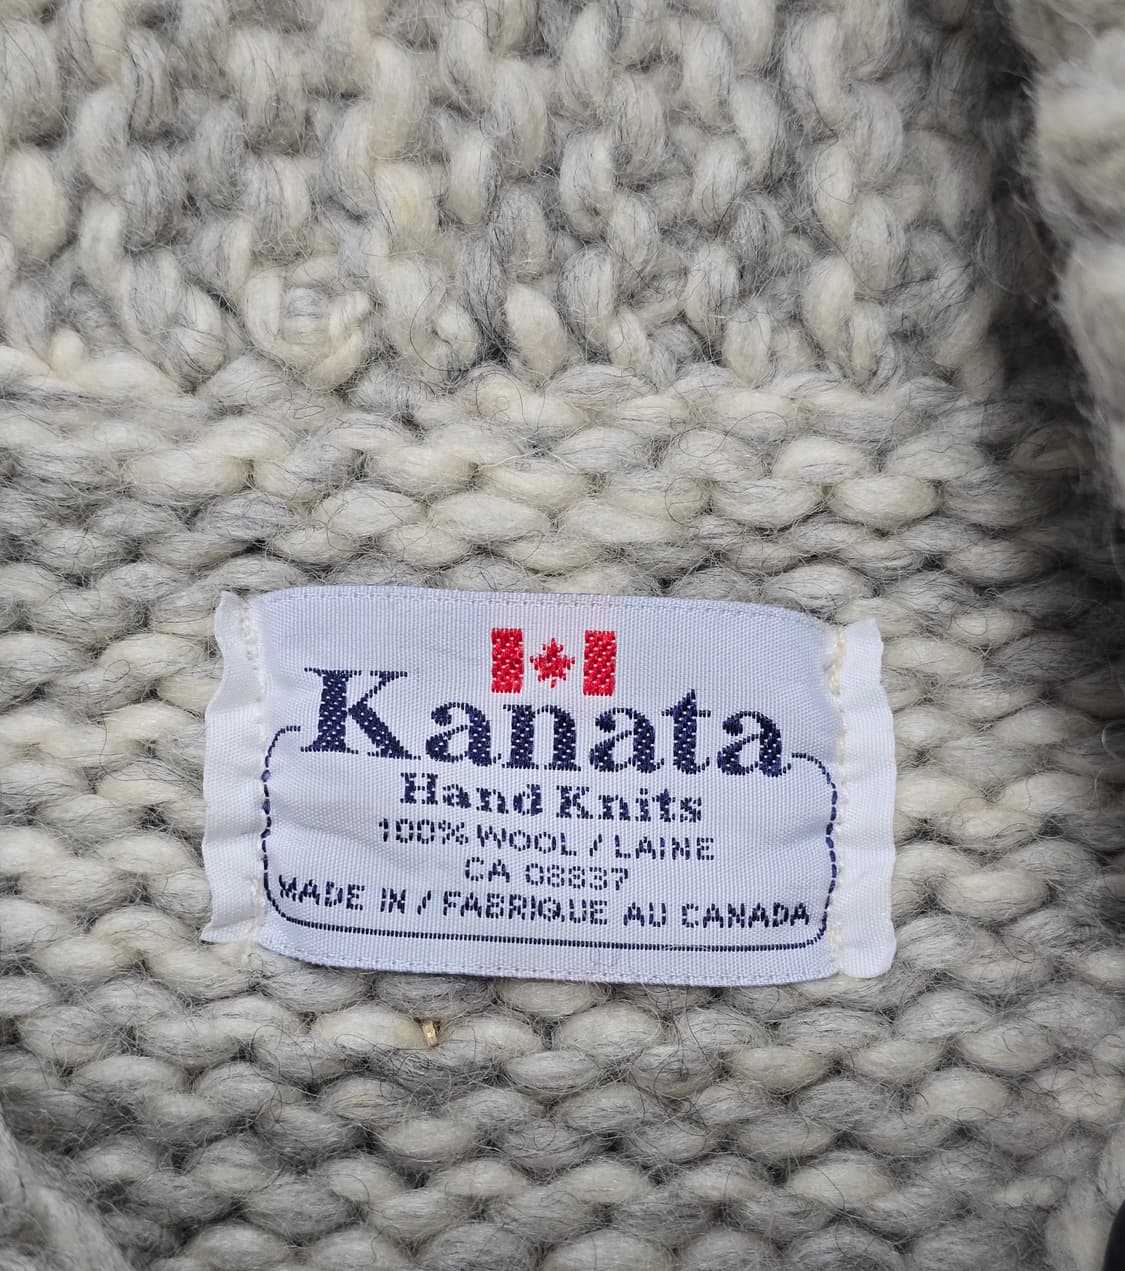 Kanata
Hand Knits
100% WOOL / LAINE
CA 08837
MADE IN / FABRIQUE AU CANADA